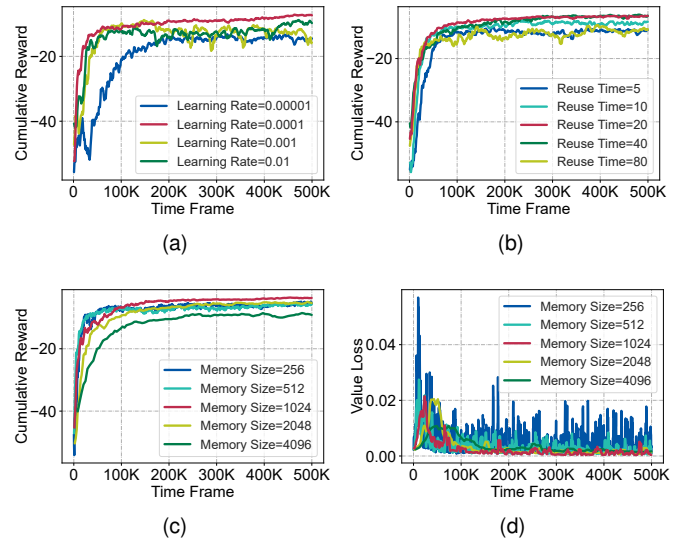 Cumulative Reward
−20
−40
Learning Rate=0.00001
Learning Rate=0.0001
Learning Rate=0.001
Learning Rate=0.01
0 100K 200K 300K 400K 500K
Time Frame
(a)
Cumulative Reward
−20
−40
Reuse Time=5
Reuse Time=10
Reuse Time=20
Reuse Time=40
Reuse Time=80
0 100K 200K 300K 400K 500K
Time Frame
(b)
Cumulative Reward
−20
−40
Memory Size=256
Memory Size=512
Memory Size=1024
Memory Size=2048
Memory Size=4096
0 100K 200K 300K 400K 500K
Time Frame
(c)
Value Loss
0.04
0.02
0.00
Memory Size=256
Memory Size=512
Memory Size=1024
Memory Size=2048
Memory Size=4096
0 100K 200K 300K 400K 500K
Time Frame
(d)